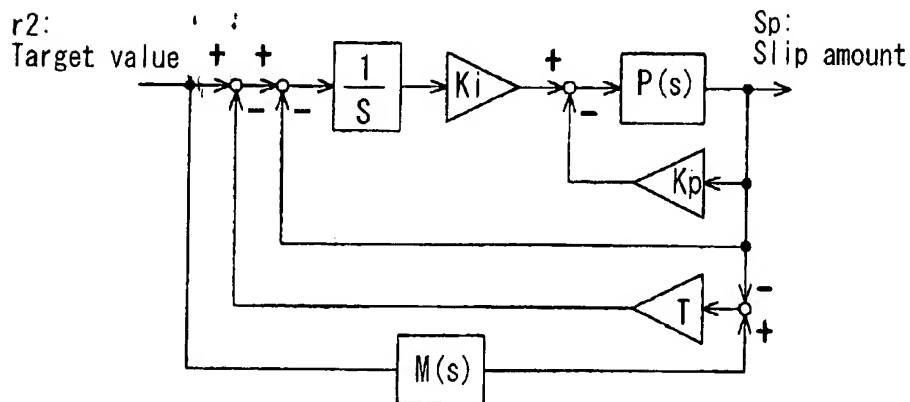 r2:
Target value
Sp:
Slip amount
+
+
−
−
1
S
Ki
+
−
P(s)
Kp
−
T
+
M(s)